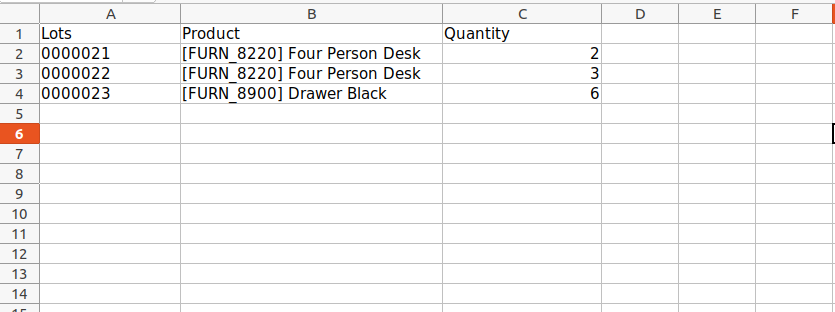 A B C D E F
1 Lots Product Quantity
2 0000021 [FURN_8220] Four Person Desk 2
3 0000022 [FURN_8220] Four Person Desk 3
4 0000023 [FURN_8900] Drawer Black 6
5
6
7
8
9
10
11
12
13
14